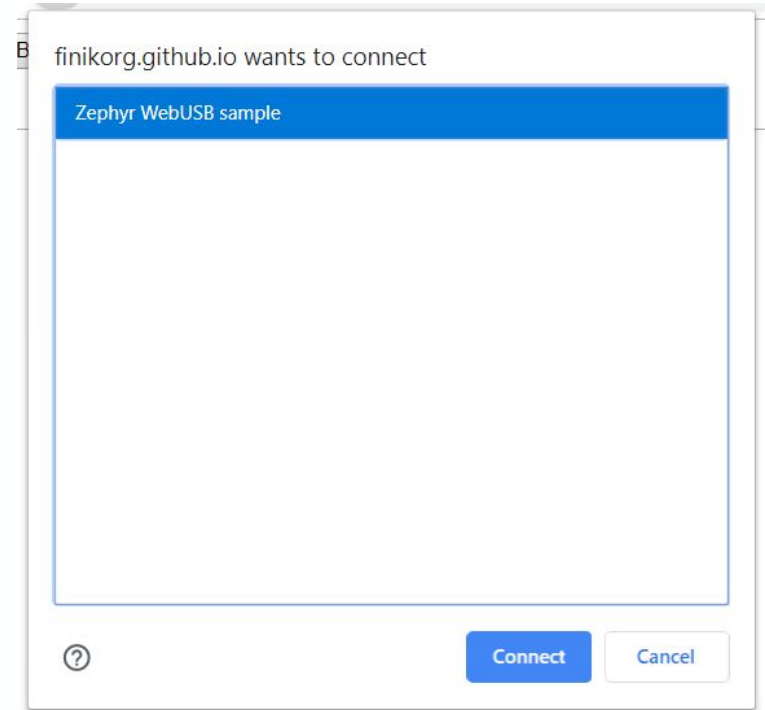 B
finikorg.github.io wants to connect
Zephyr WebUSB sample
Connect
Cancel